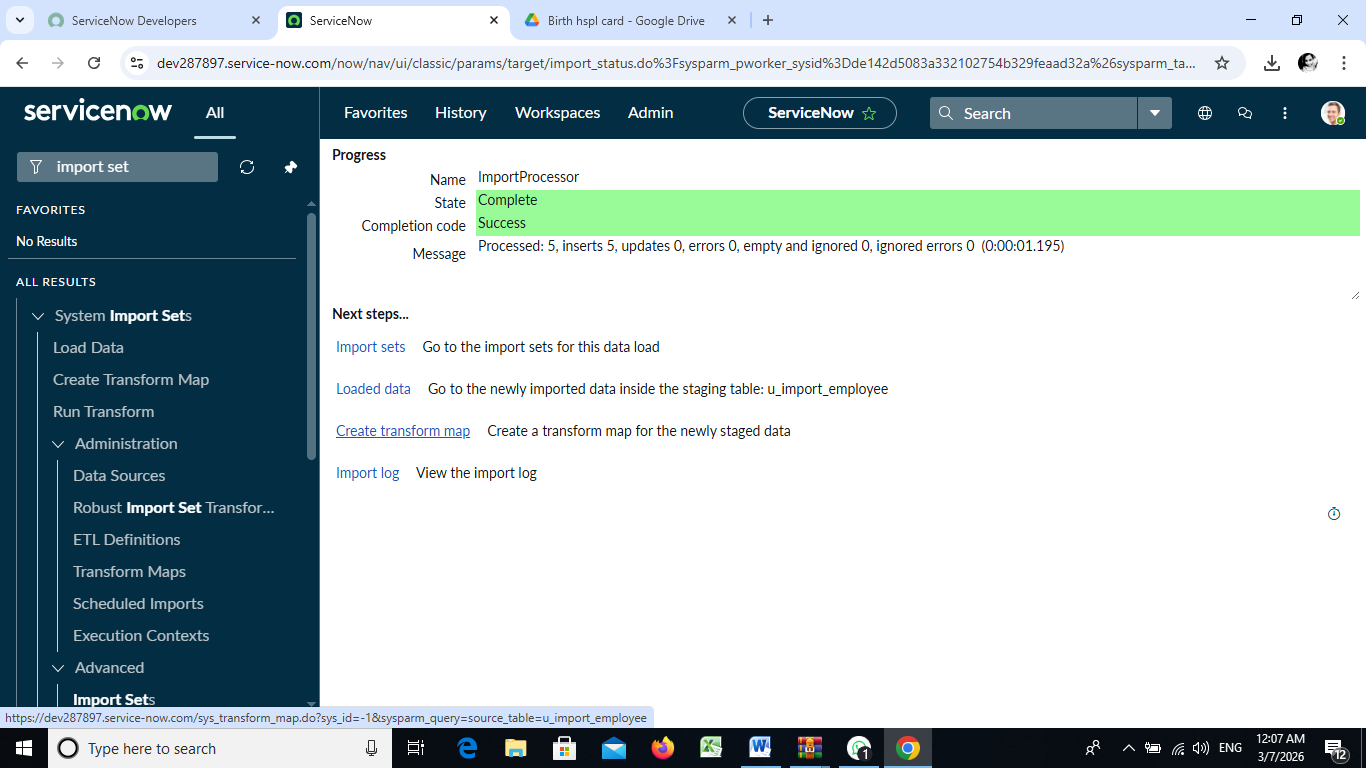 ServiceNow Developers
ServiceNow
Birth hspl card - Google Drive
dev287897.service-now.com/now/nav/ui/classic/params/target/import_status.do%3Fsysparm_pworker_sysid%3Dde142d5083a332102754b329feaad32a%26sysparm_ta...
servicenow
All
Favorites
History
Workspaces
Admin
ServiceNow
Search
import set
FAVORITES
No Results
ALL RESULTS
System Import Sets
Load Data
Create Transform Map
Run Transform
Administration
Data Sources
Robust Import Set Transfor...
ETL Definitions
Transform Maps
Scheduled Imports
Execution Contexts
Advanced
Import Sets
Progress
Name ImportProcessor
State Complete
Completion code Success
Message Processed: 5, inserts 5, updates 0, errors 0, empty and ignored 0, ignored errors 0 (0:00:01.195)
Next steps...
Import sets Go to the import sets for this data load
Loaded data Go to the newly imported data inside the staging table: u_import_employee
Create transform map Create a transform map for the newly staged data
Import log View the import log
https://dev287897.service-now.com/sys_transform_map.do?sys_id=-1&sysparm_query=source_table=u_import_employee
Type here to search
1
ENG
12:07 AM
3/7/2026
12